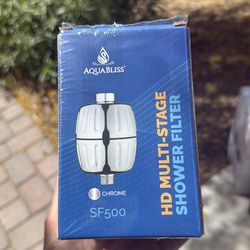 AQUABLISS
HD MULTI-STAGE
SHOWER FILTER
CHROME
SF500